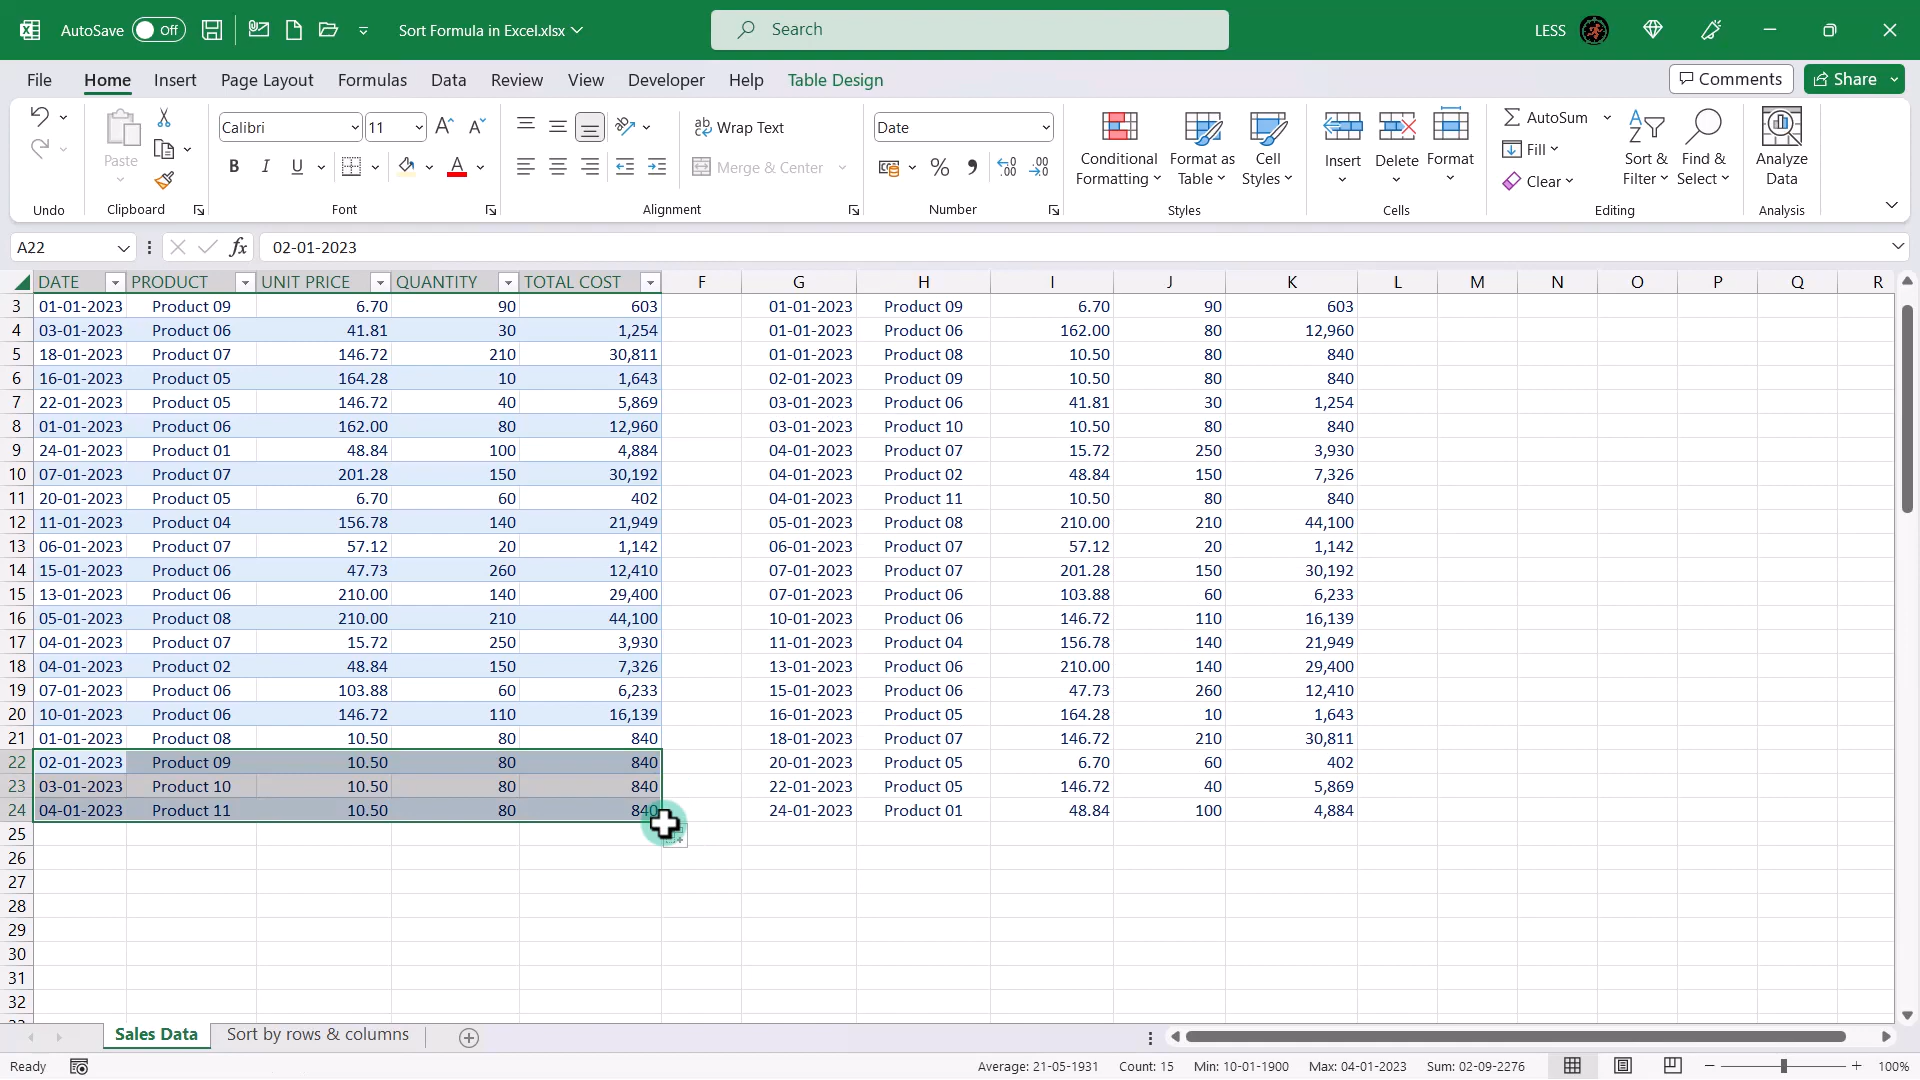 AutoSave Off Sort Formula in Excel.xlsx Search LESS
File Home Insert Page Layout Formulas Data Review View Developer Help Table Design Comments Share
Calibri 11 A A ab Wrap Text Date AutoSum
Paste B I U A Merge & Center % Conditional Formatting Format as Table Cell Styles Insert Delete Format Fill Clear Sort & Filter Find & Select Analyze Data
Undo Clipboard Font Alignment Number Styles Cells Editing Analysis
A22 fx 02-01-2023
DATE PRODUCT UNIT PRICE QUANTITY TOTAL COST F G H I J K L M N O P Q R
3 01-01-2023 Product 09 6.70 90 603 01-01-2023 Product 09 6.70 90 603
4 03-01-2023 Product 06 41.81 30 1,254 01-01-2023 Product 06 162.00 80 12,960
5 18-01-2023 Product 07 146.72 210 30,811 01-01-2023 Product 08 10.50 80 840
6 16-01-2023 Product 05 164.28 10 1,643 02-01-2023 Product 09 10.50 80 840
7 22-01-2023 Product 05 146.72 40 5,869 03-01-2023 Product 06 41.81 30 1,254
8 01-01-2023 Product 06 162.00 80 12,960 03-01-2023 Product 10 10.50 80 840
9 24-01-2023 Product 01 48.84 100 4,884 04-01-2023 Product 07 15.72 250 3,930
10 07-01-2023 Product 07 201.28 150 30,192 04-01-2023 Product 02 48.84 150 7,326
11 20-01-2023 Product 05 6.70 60 402 04-01-2023 Product 11 10.50 80 840
12 11-01-2023 Product 04 156.78 140 21,949 05-01-2023 Product 08 210.00 210 44,100
13 06-01-2023 Product 07 57.12 20 1,142 06-01-2023 Product 07 57.12 20 1,142
14 15-01-2023 Product 06 47.73 260 12,410 07-01-2023 Product 07 201.28 150 30,192
15 13-01-2023 Product 06 210.00 140 29,400 07-01-2023 Product 06 103.88 60 6,233
16 05-01-2023 Product 08 210.00 210 44,100 10-01-2023 Product 06 146.72 110 16,139
17 04-01-2023 Product 07 15.72 250 3,930 11-01-2023 Product 04 156.78 140 21,949
18 04-01-2023 Product 02 48.84 150 7,326 13-01-2023 Product 06 210.00 140 29,400
19 07-01-2023 Product 06 103.88 60 6,233 15-01-2023 Product 06 47.73 260 12,410
20 10-01-2023 Product 06 146.72 110 16,139 16-01-2023 Product 05 164.28 10 1,643
21 01-01-2023 Product 08 10.50 80 840 18-01-2023 Product 07 146.72 210 30,811
22 02-01-2023 Product 09 10.50 80 840 20-01-2023 Product 05 6.70 60 402
23 03-01-2023 Product 10 10.50 80 840 22-01-2023 Product 05 146.72 40 5,869
24 04-01-2023 Product 11 10.50 80 840 24-01-2023 Product 01 48.84 100 4,884
25
26
27
28
29
30
31
32
Sales Data Sort by rows & columns
Ready Average: 21-05-1931 Count: 15 Min: 10-01-1900 Max: 04-01-2023 Sum: 02-09-2276 100%